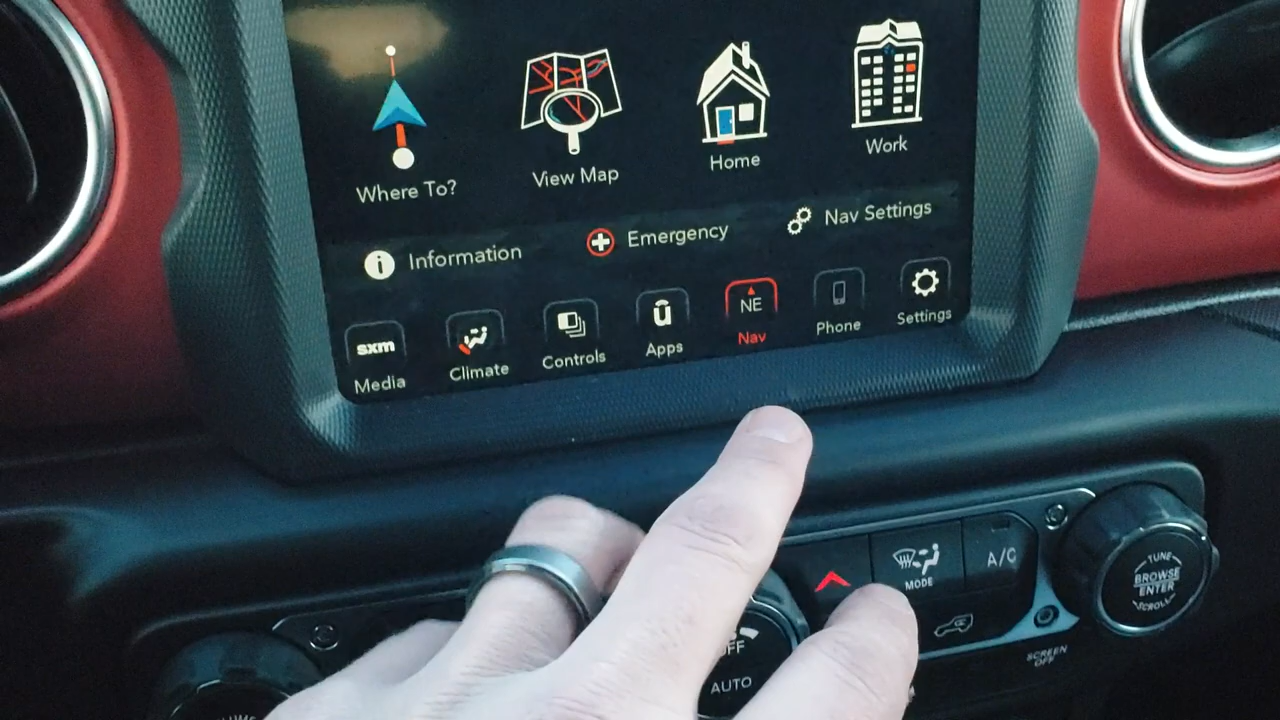 Where To?
View Map
Home
Work
Information
Emergency
Nav Settings
sxm
Media
Climate
Controls
û
Apps
NE
Nav
Phone
Settings
MODE
A/C
TUNE
BROWSE
ENTER
SCROLL
SCREEN
OFF
OFF
AUTO